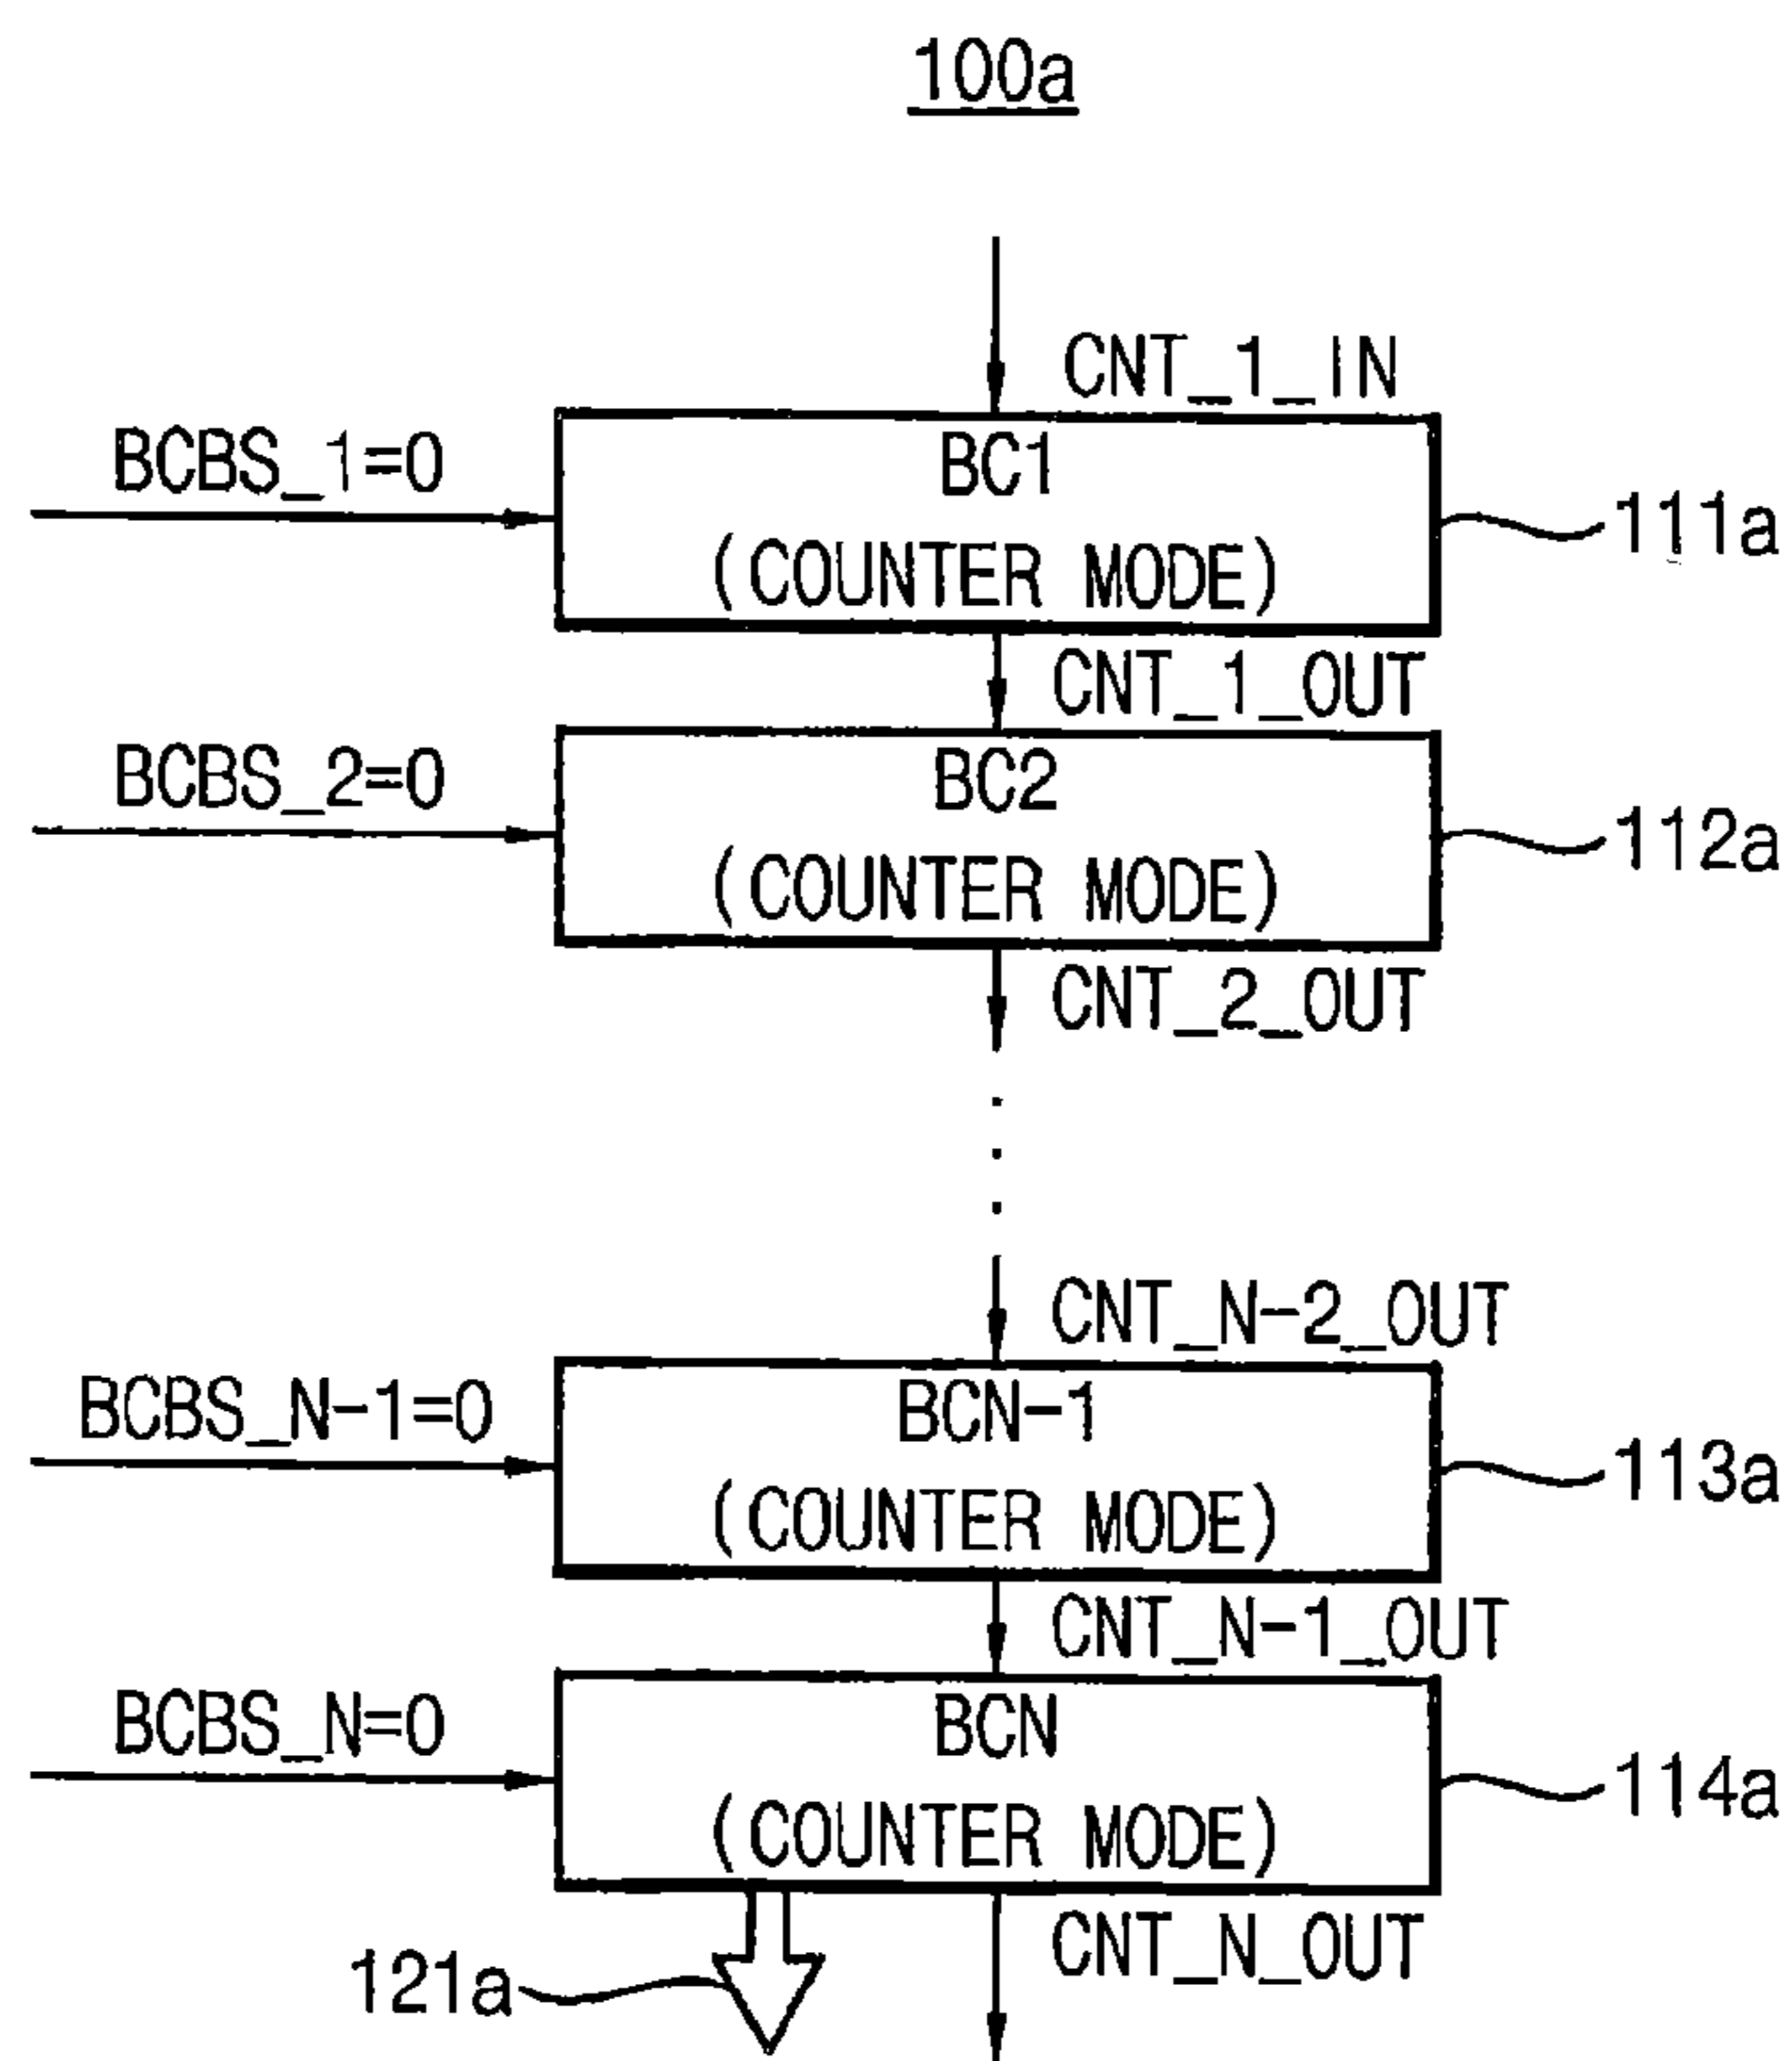 100a
CNT_1_IN
BCBS_1=0
BC1
(COUNTER MODE)
111a
CNT_1_OUT
BCBS_2=0
BC2
(COUNTER MODE)
112a
CNT_2_OUT
CNT_N-2_OUT
BCBS_N-1=0
BCN-1
(COUNTER MODE)
113a
CNT_N-1_OUT
BCBS_N=0
BCN
(COUNTER MODE)
114a
CNT_N_OUT
121a